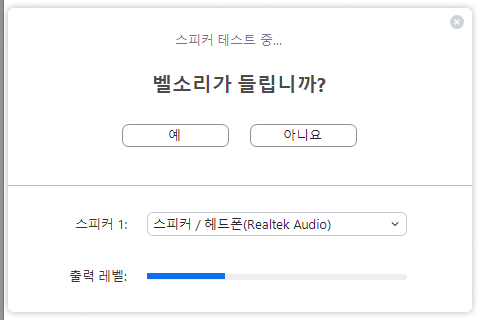 스피커 테스트 중...
벨소리가 들립니까?
예
아니요
스피커 1:
스피커 / 헤드폰(Realtek Audio)
출력 레벨: